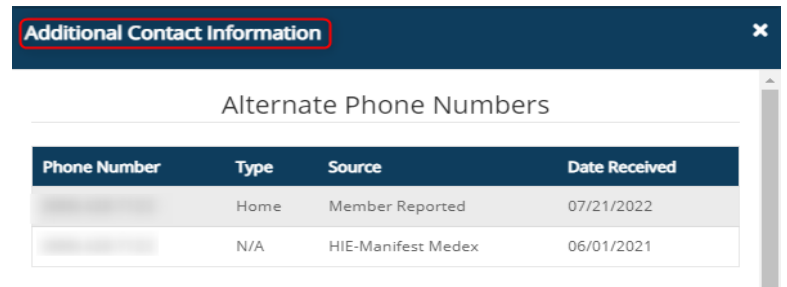 Additional Contact Information
Alternate Phone Numbers
Phone Number Type Source Date Received
Home Member Reported 07/21/2022
N/A HIE-Manifest Medex 06/01/2021